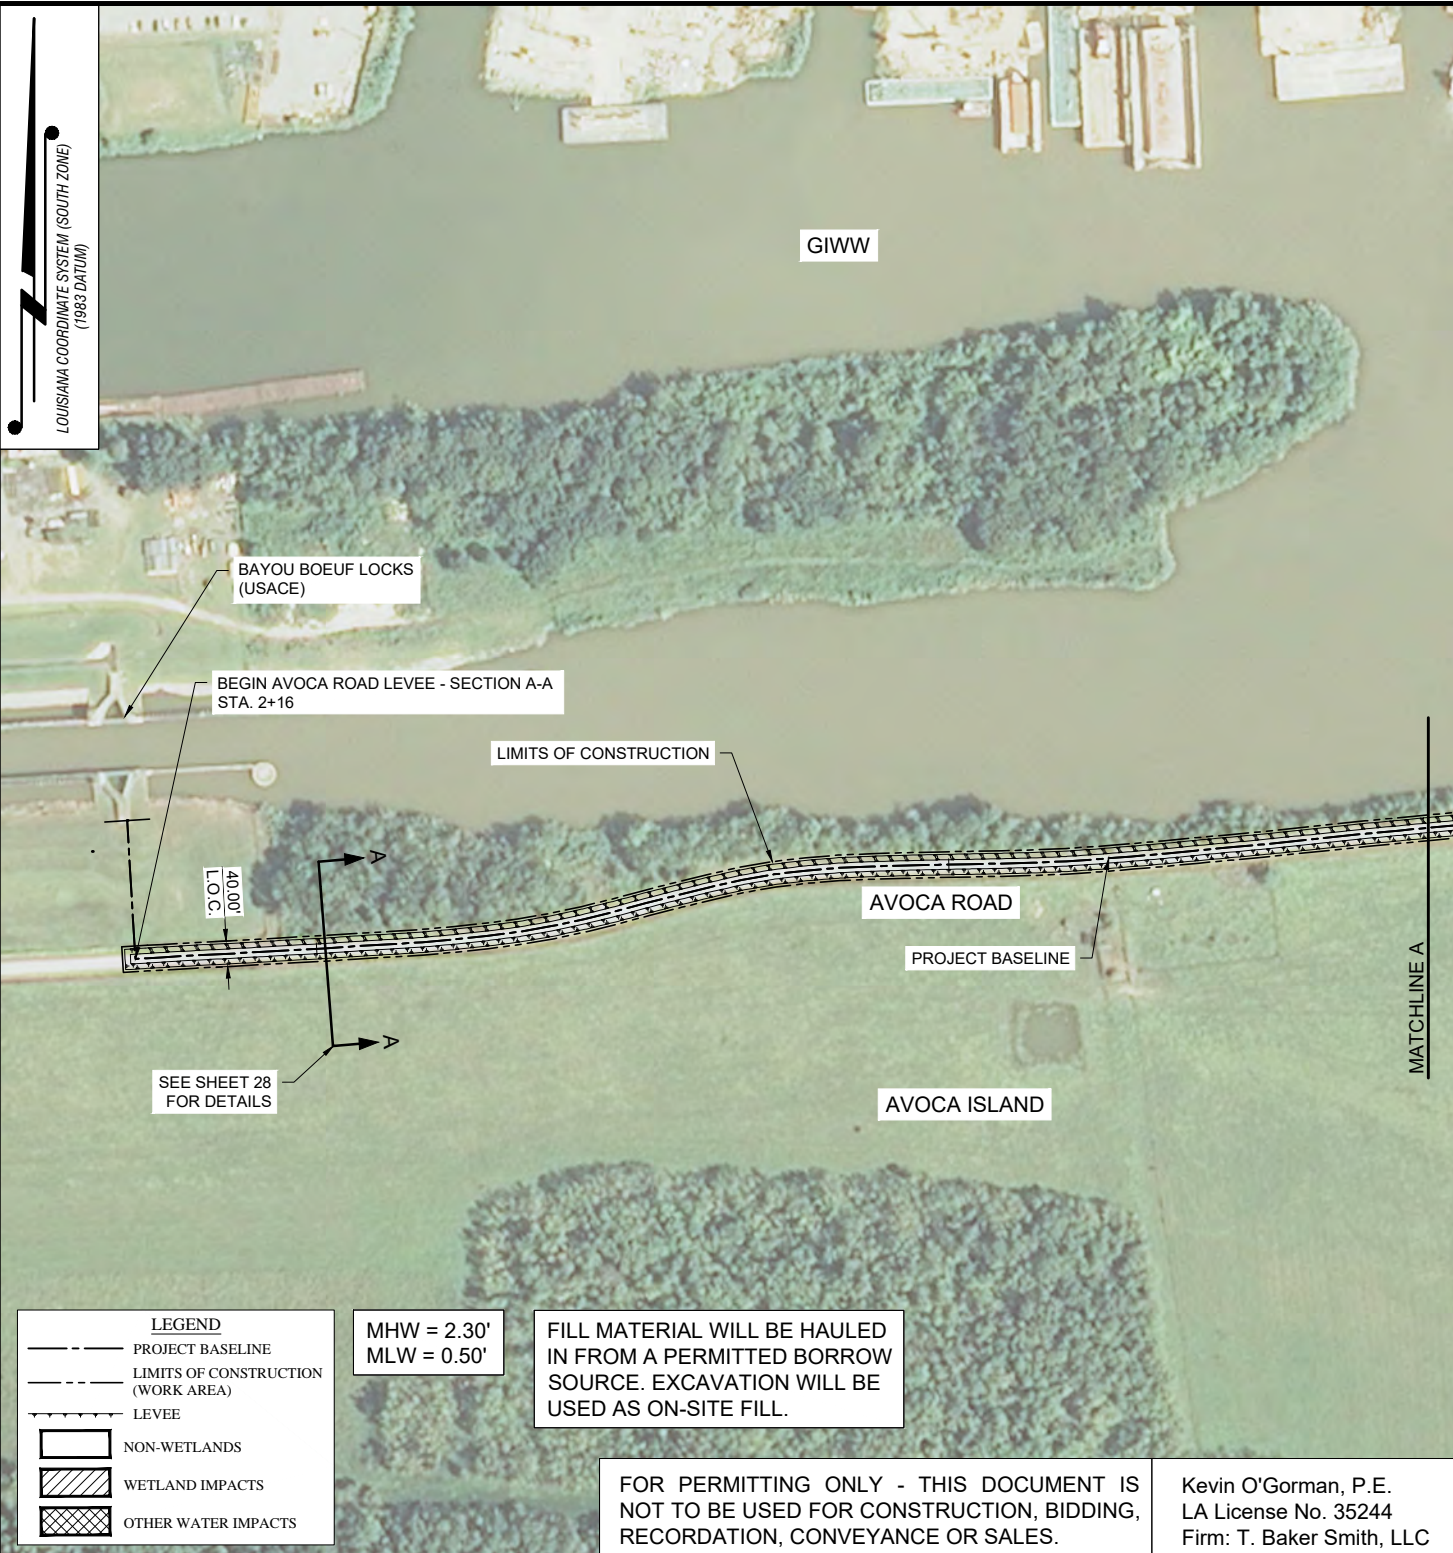 LOUISIANA COORDINATE SYSTEM (SOUTH ZONE)
(1983 DATUM)
GIWW
BAYOU BOEUF LOCKS
(USACE)
BEGIN AVOCA ROAD LEVEE - SECTION A-A
STA. 2+16
LIMITS OF CONSTRUCTION
A
40.00'
L.O.C.
AVOCA ROAD
PROJECT BASELINE
MATCHLINE A
A
SEE SHEET 28
FOR DETAILS
AVOCA ISLAND
LEGEND
PROJECT BASELINE
LIMITS OF CONSTRUCTION
(WORK AREA)
LEVEE
NON-WETLANDS
WETLAND IMPACTS
OTHER WATER IMPACTS
MHW = 2.30'
MLW = 0.50'
FILL MATERIAL WILL BE HAULED
IN FROM A PERMITTED BORROW
SOURCE. EXCAVATION WILL BE
USED AS ON-SITE FILL.
FOR PERMITTING ONLY - THIS DOCUMENT IS
NOT TO BE USED FOR CONSTRUCTION, BIDDING,
RECORDATION, CONVEYANCE OR SALES.
Kevin O'Gorman, P.E.
LA License No. 35244
Firm: T. Baker Smith, LLC